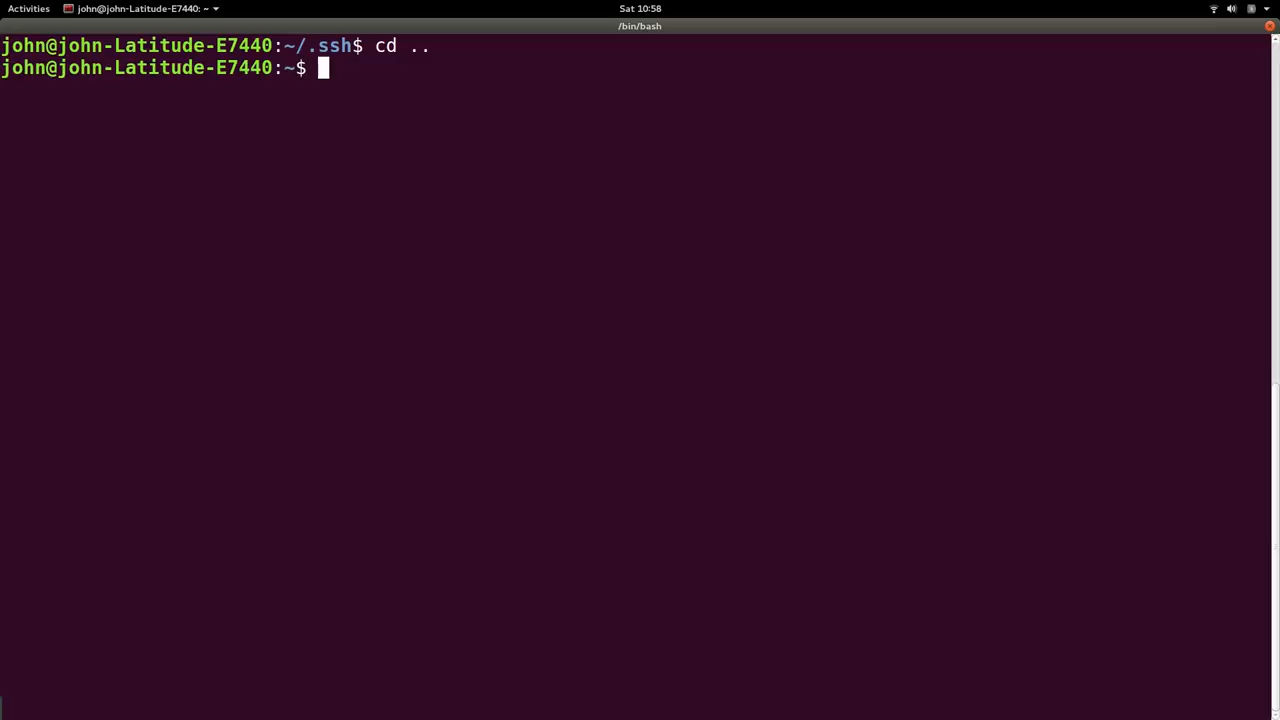 Activities john@john-Latitude-E7440: ~ Sat 10:58
/bin/bash
john@john-Latitude-E7440:~/.ssh$ cd ..
john@john-Latitude-E7440:~$